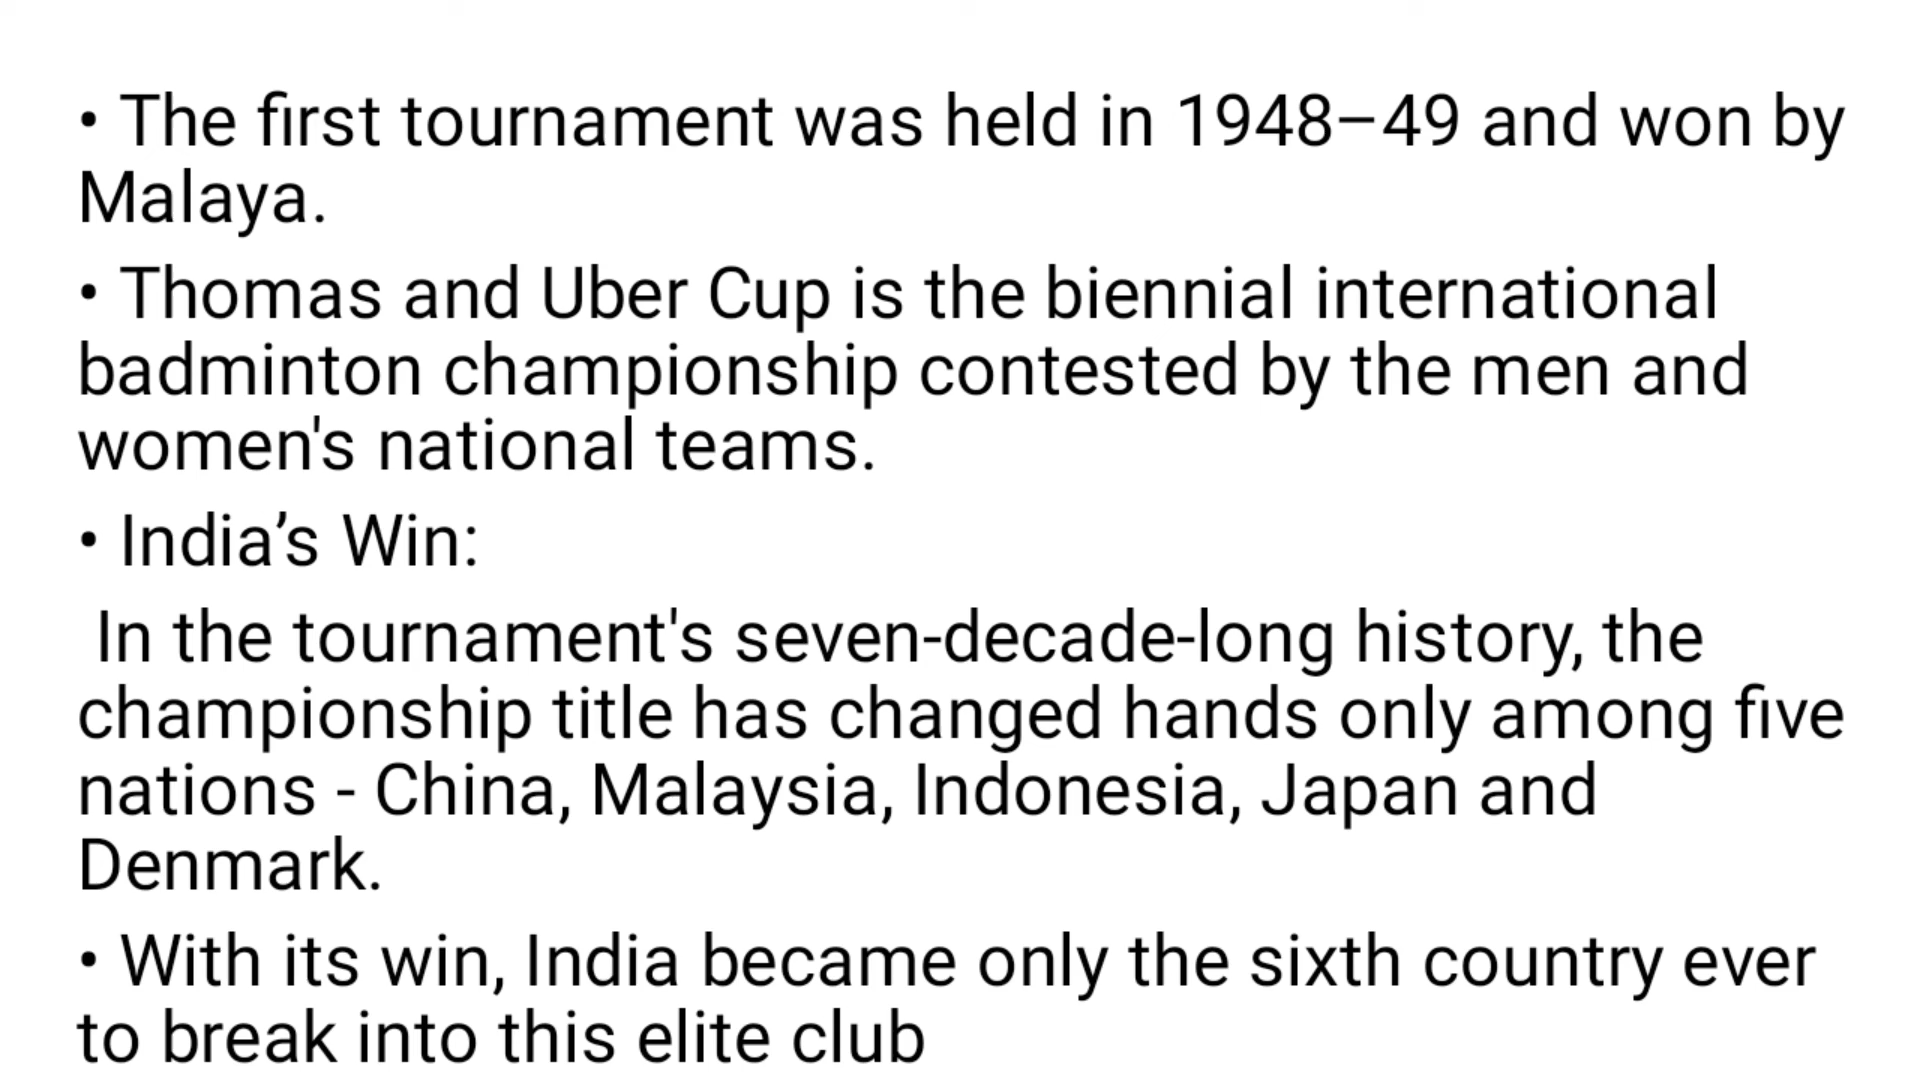 • The first tournament was held in 1948–49 and won by
Malaya.
• Thomas and Uber Cup is the biennial international
badminton championship contested by the men and
women's national teams.
• India’s Win:
In the tournament's seven-decade-long history, the
championship title has changed hands only among five
nations - China, Malaysia, Indonesia, Japan and
Denmark.
• With its win, India became only the sixth country ever
to break into this elite club